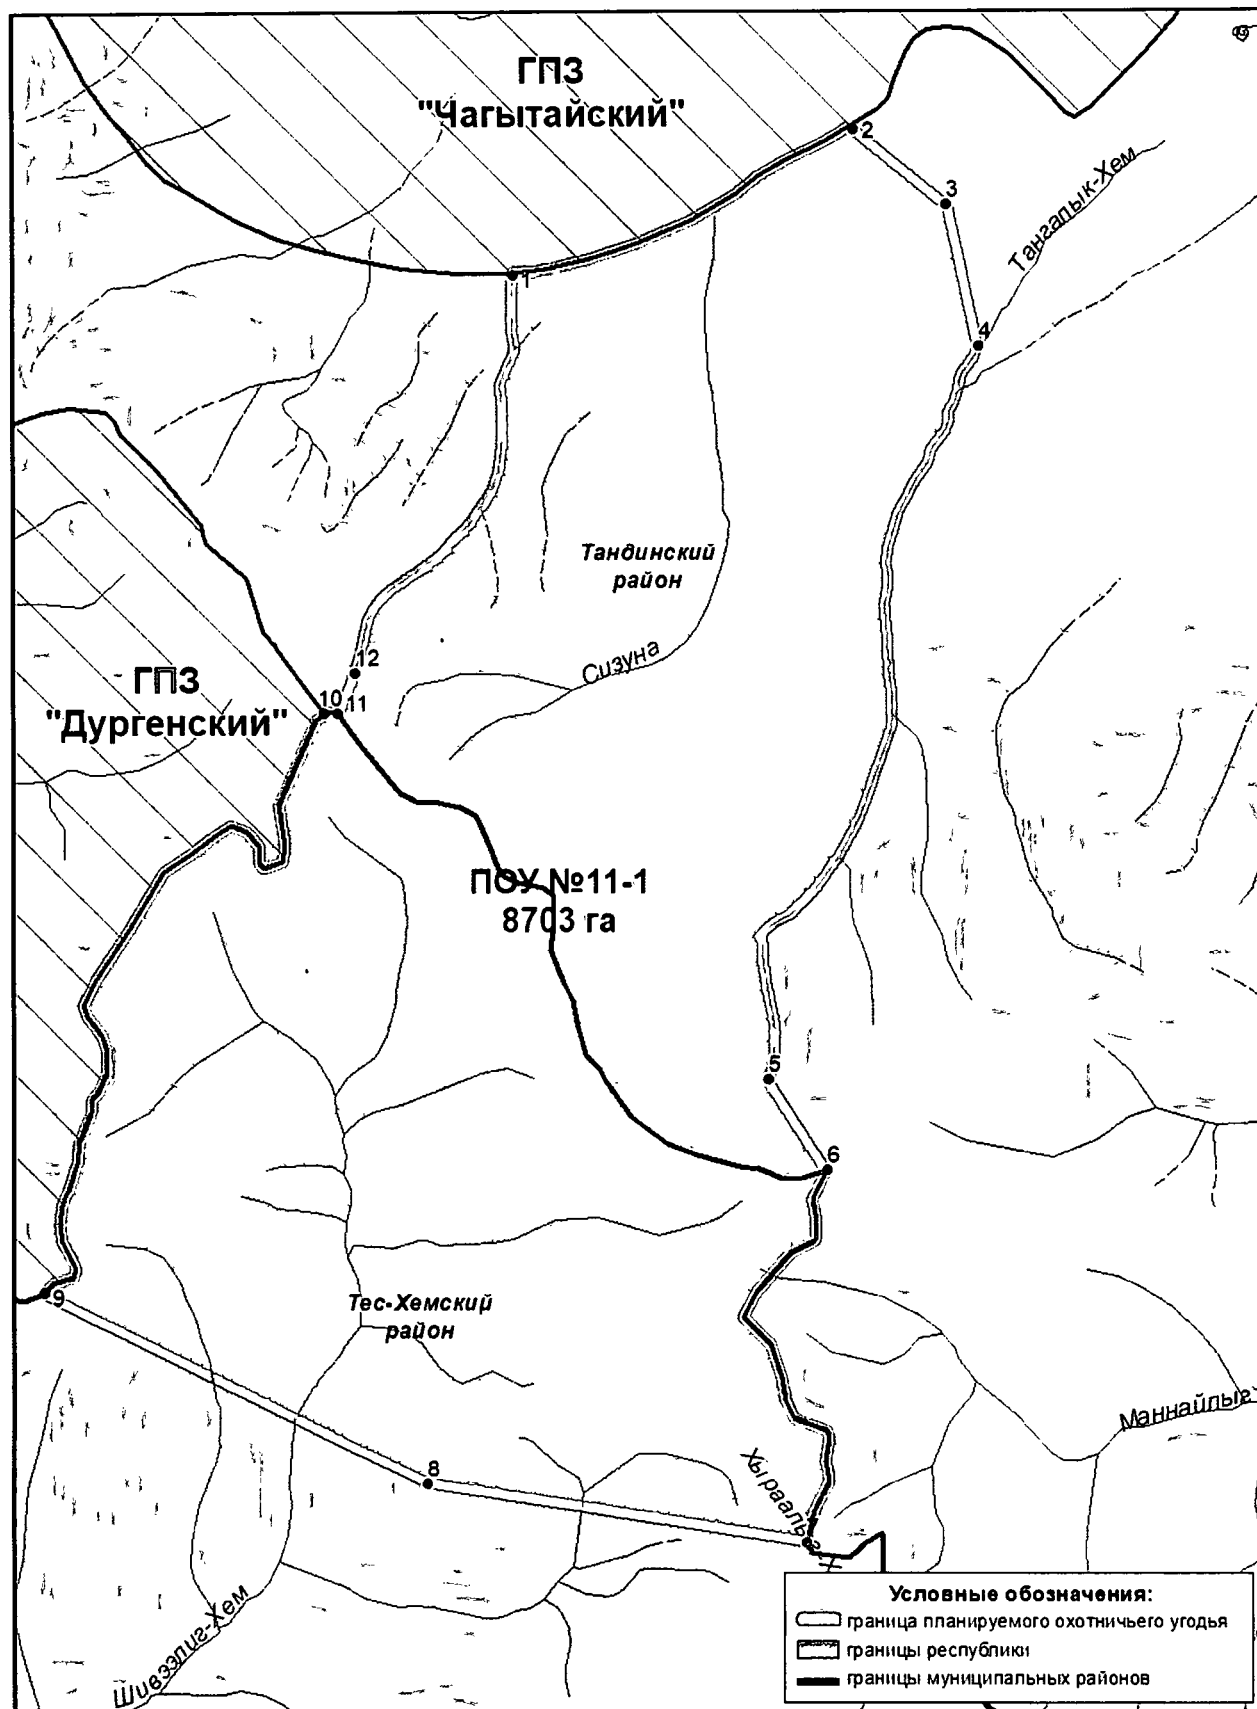 ГПЗ
"Чагытайский"
2
3
Тангалык-Хем
1
4
Тандинский
район
Сизуна
12
10
11
ГПЗ
"Дургенский"
ПОУ №11-1
8703 га
5
6
9
Тес-Хемский
район
8
Маннайлыг
Условные обозначения:
граница планируемого охотничьего угодья
границы республики
границы муниципальных районов
Шивээлиг-Хем